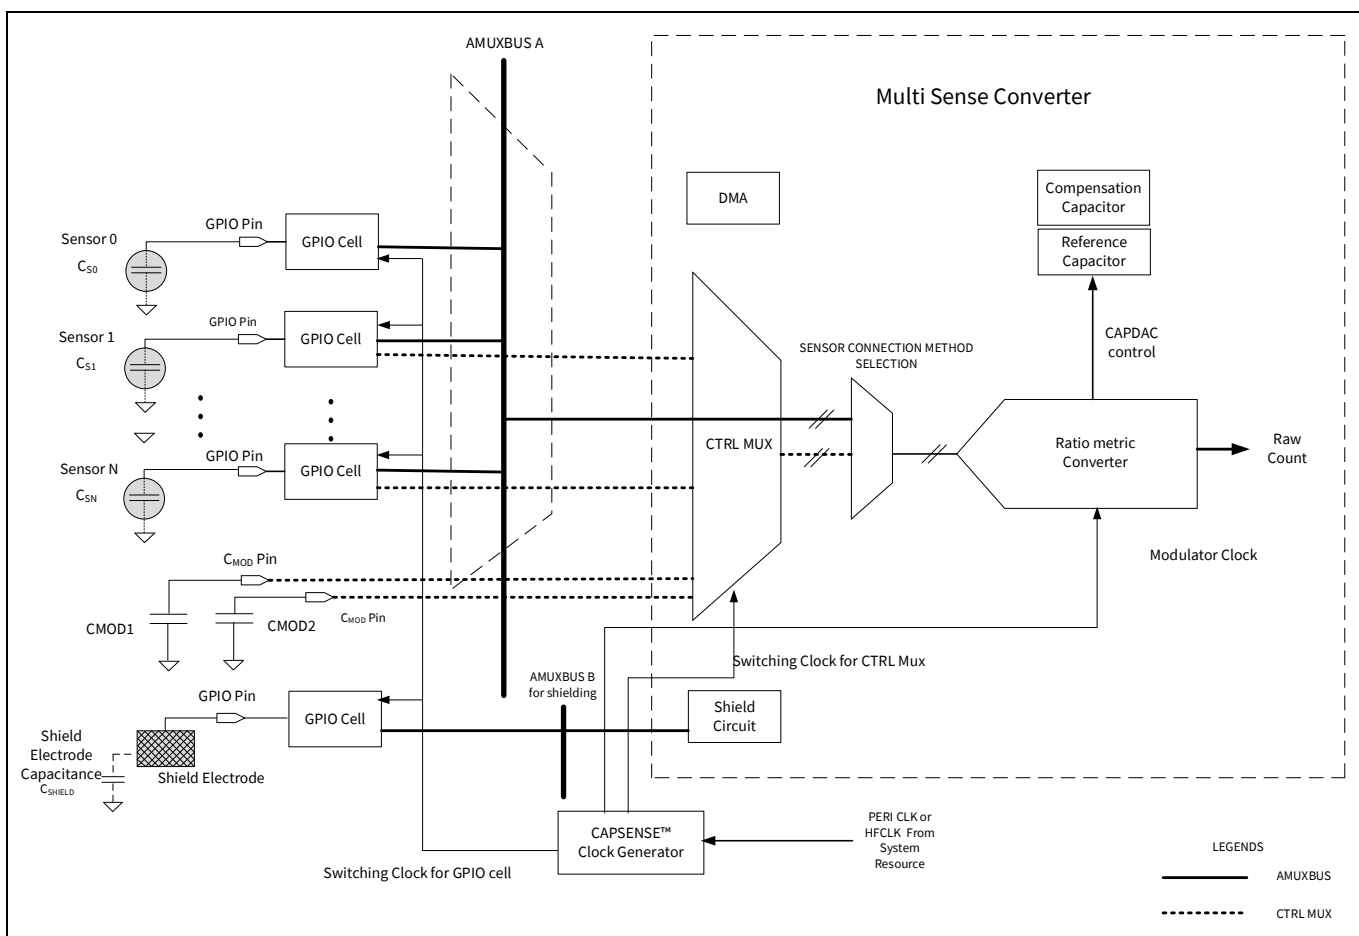 AMUXBUS A
Multi Sense Converter
DMA
Compensation
Capacitor
Reference
Capacitor
GPIO Pin
GPIO Cell
Sensor 0
CS0
GPIO Pin
GPIO Cell
Sensor 1
CS1
CAPDAC
control
SENSOR CONNECTION METHOD
SELECTION
CTRL MUX
Ratio metric
Converter
Raw
Count
GPIO Pin
GPIO Cell
Sensor N
CSN
Modulator Clock
CMOD Pin
CMOD Pin
CMOD1
CMOD2
Switching Clock for CTRL Mux
AMUXBUS B
for shielding
GPIO Pin
GPIO Cell
Shield
Circuit
Shield
Electrode
Capacitance
CSHIELD
Shield Electrode
CAPSENSE™
Clock Generator
PERI CLK or
HFCLK From
System
Resource
Switching Clock for GPIO cell
LEGENDS
AMUXBUS
CTRL MUX